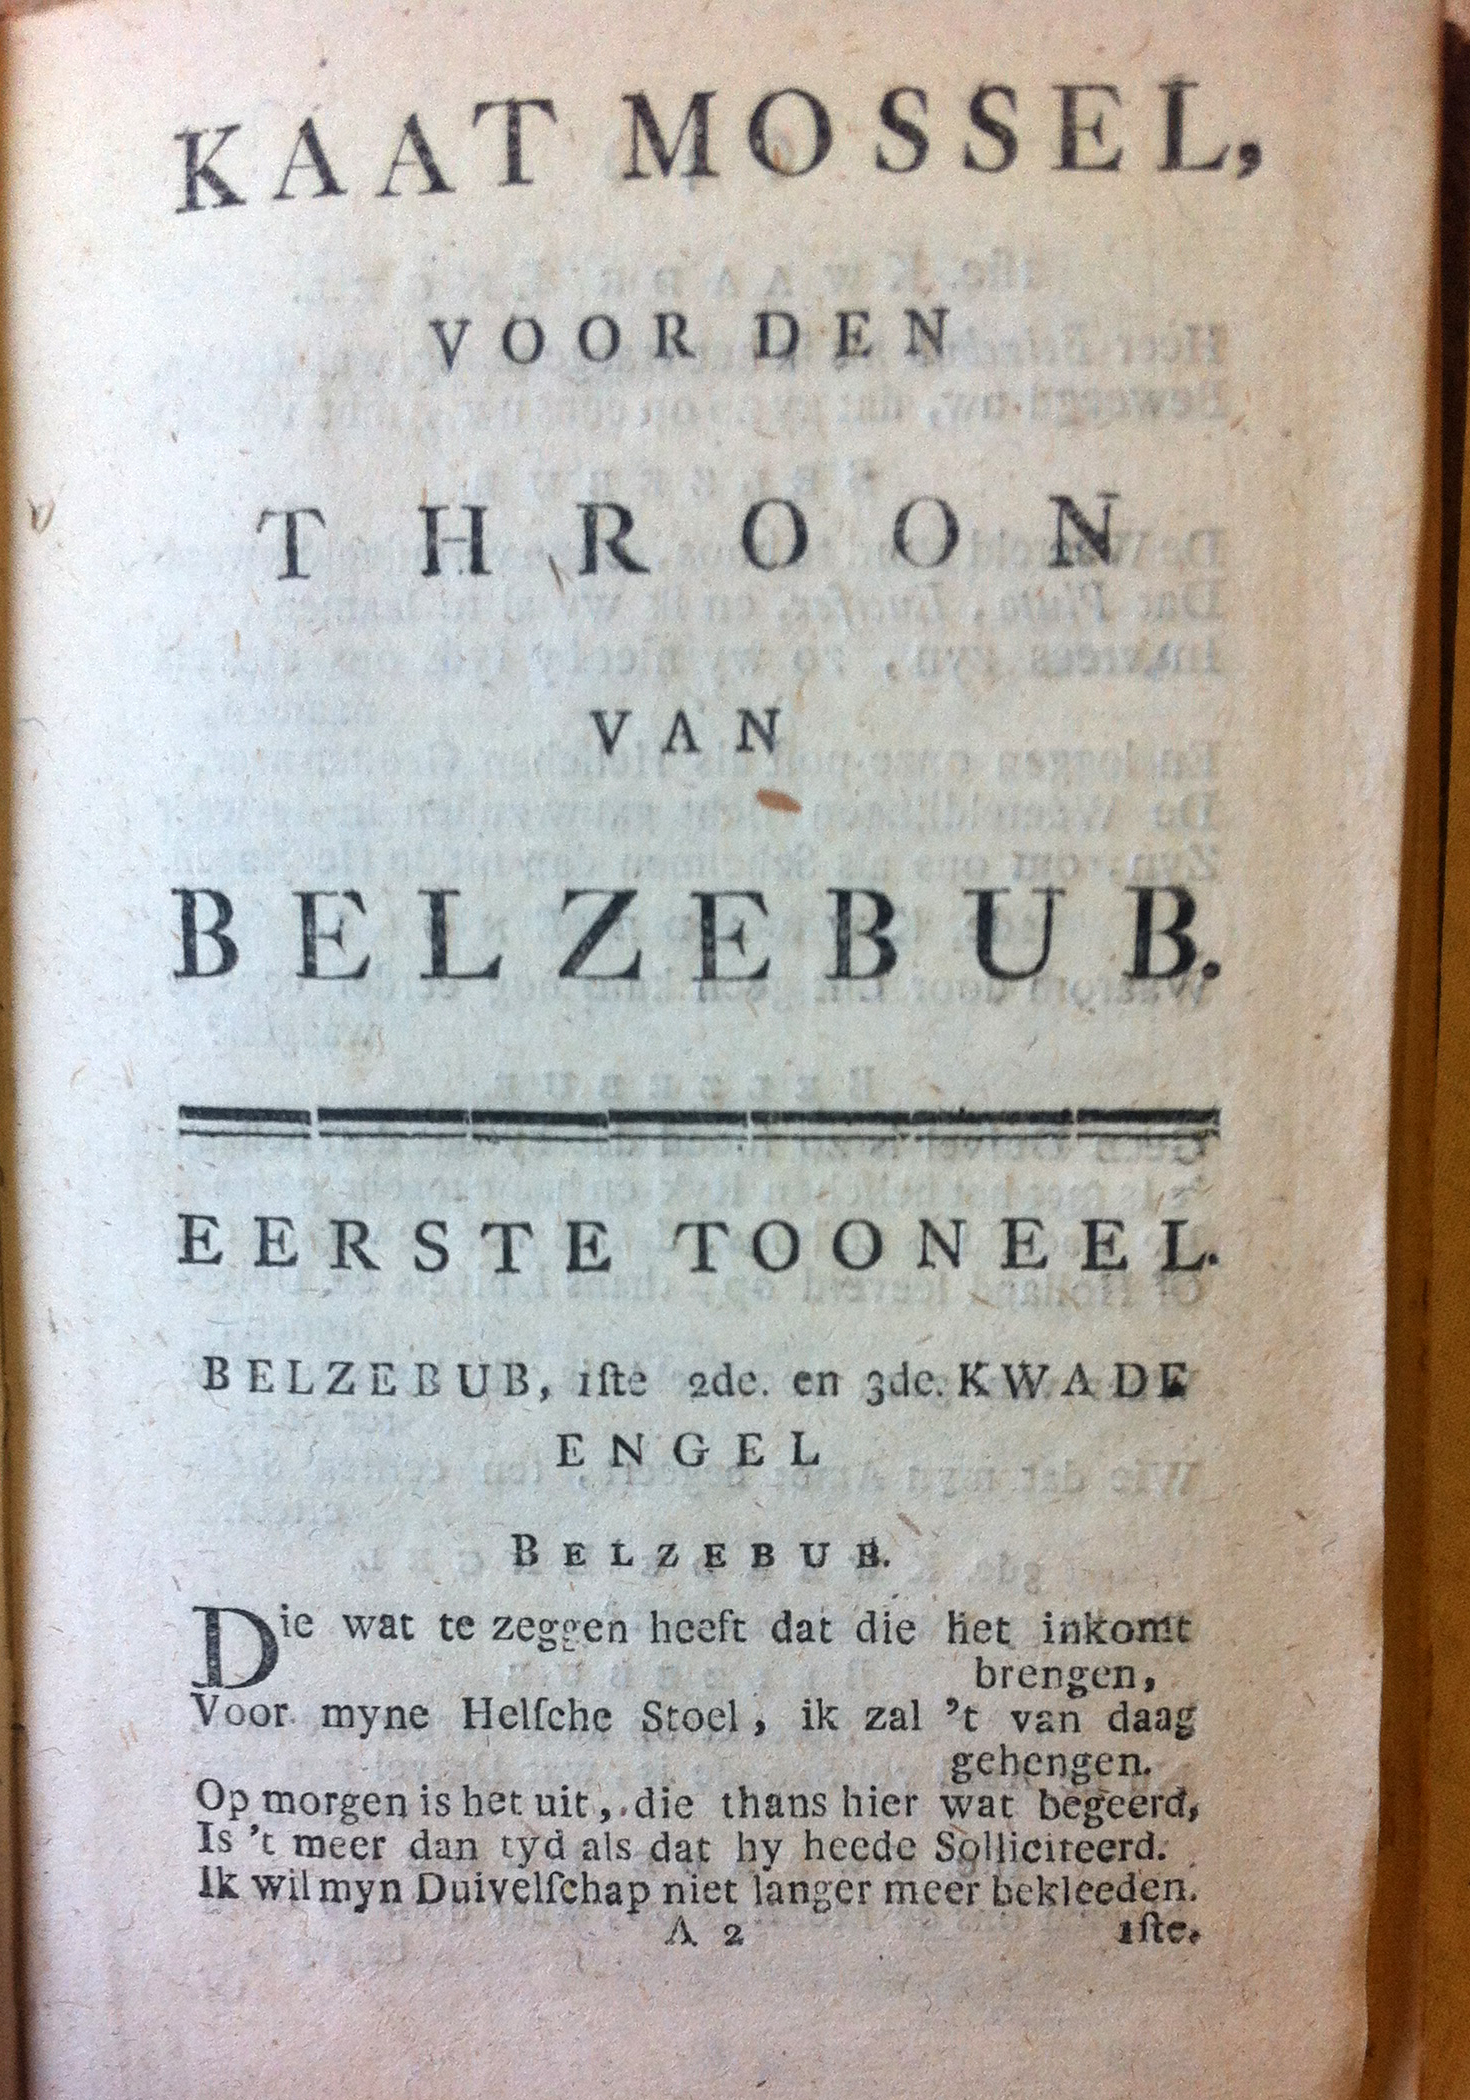 KAAT MOSSEL,
VOOR DEN
THROON
VAN
BELZEBUB.
EERSTE TOONEEL.
BELZEBUB, 1ſte 2de. en 3de. KWADE
ENGEL
BELZEBUB.
Die wat te zeggen heeft dat die het inkomt
brengen,
Voor myne Helſche Stoel, ik zal 't van daag
gehengen.
Op morgen is het uit, die thans hier wat begeerd,
Is 't meer dan tyd als dat hy heede Solliciteerd.
Ik wil myn Duivelſchap niet langer meer bekleeden.
A 2 1ſte.